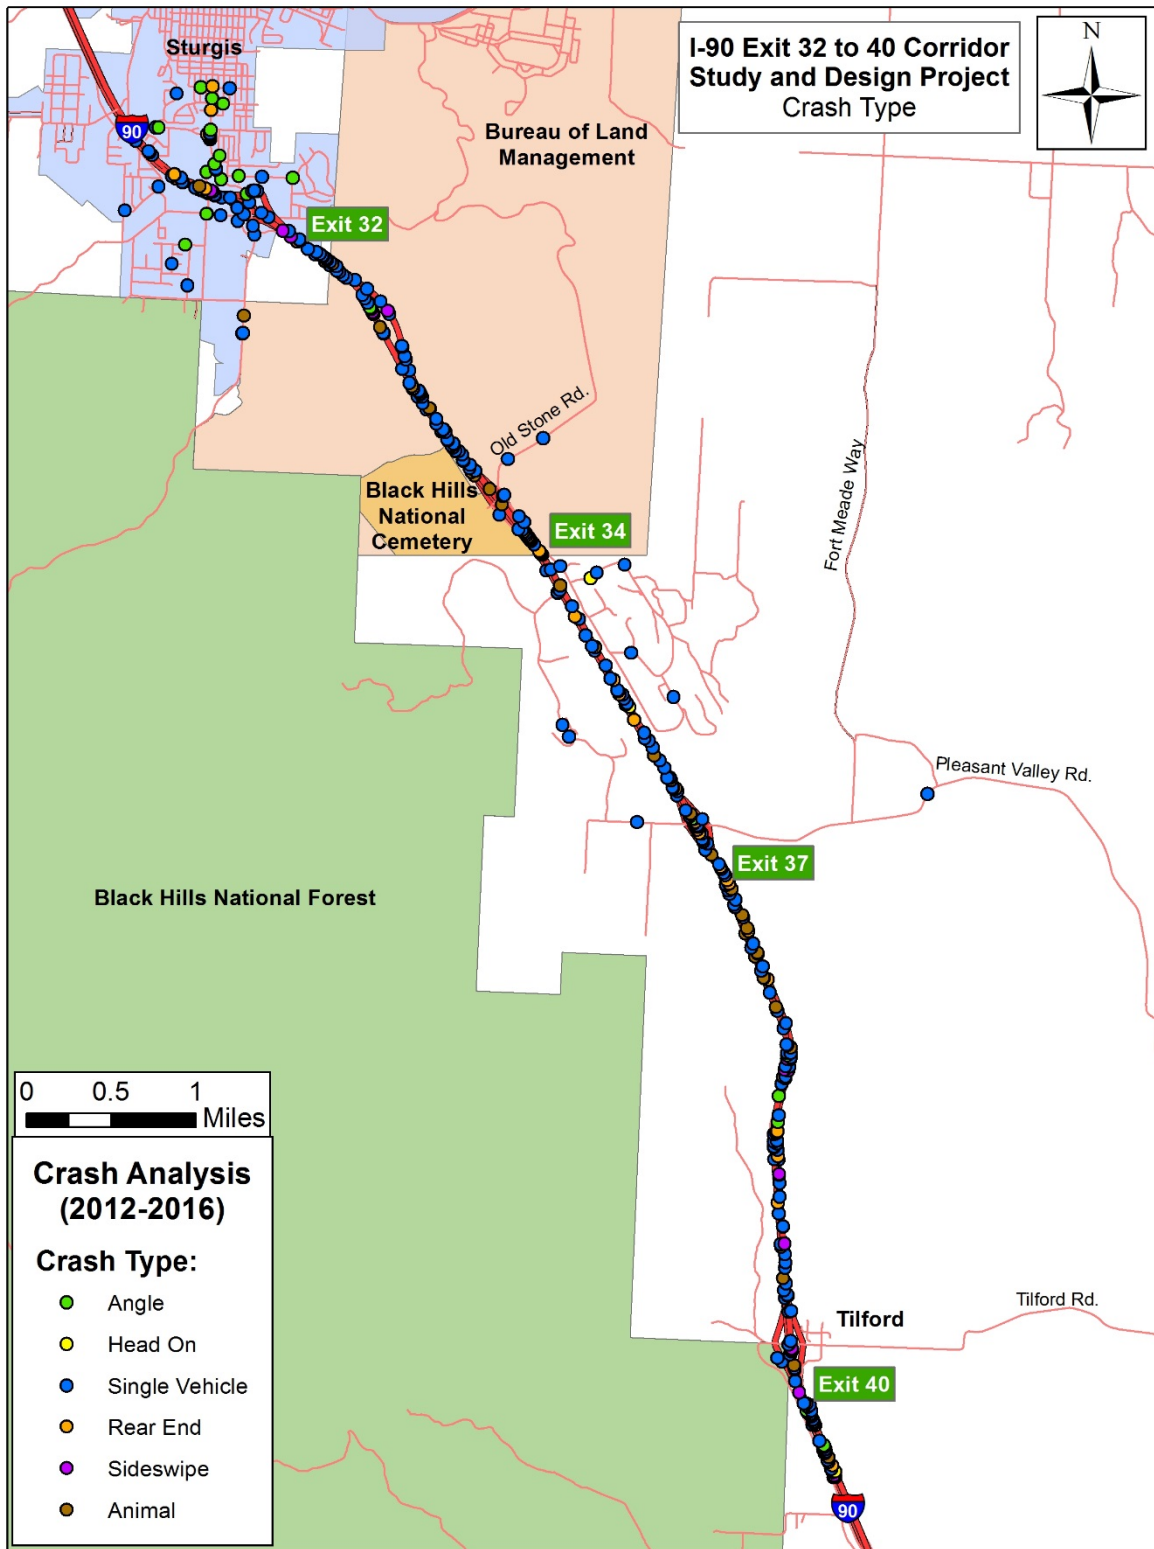 I-90 Exit 32 to 40 Corridor
Study and Design Project
Crash Type
N
Sturgis
90
Bureau of Land
Management
Exit 32
Old Stone Rd.
Black Hills
National
Cemetery
Exit 34
Fort Meade Way
Pleasant Valley Rd.
Exit 37
Black Hills National Forest
0 0.5 1
Miles
Crash Analysis
(2012-2016)
Crash Type:
Angle
Head On
Single Vehicle
Rear End
Sideswipe
Animal
Tilford
Tilford Rd.
Exit 40
90